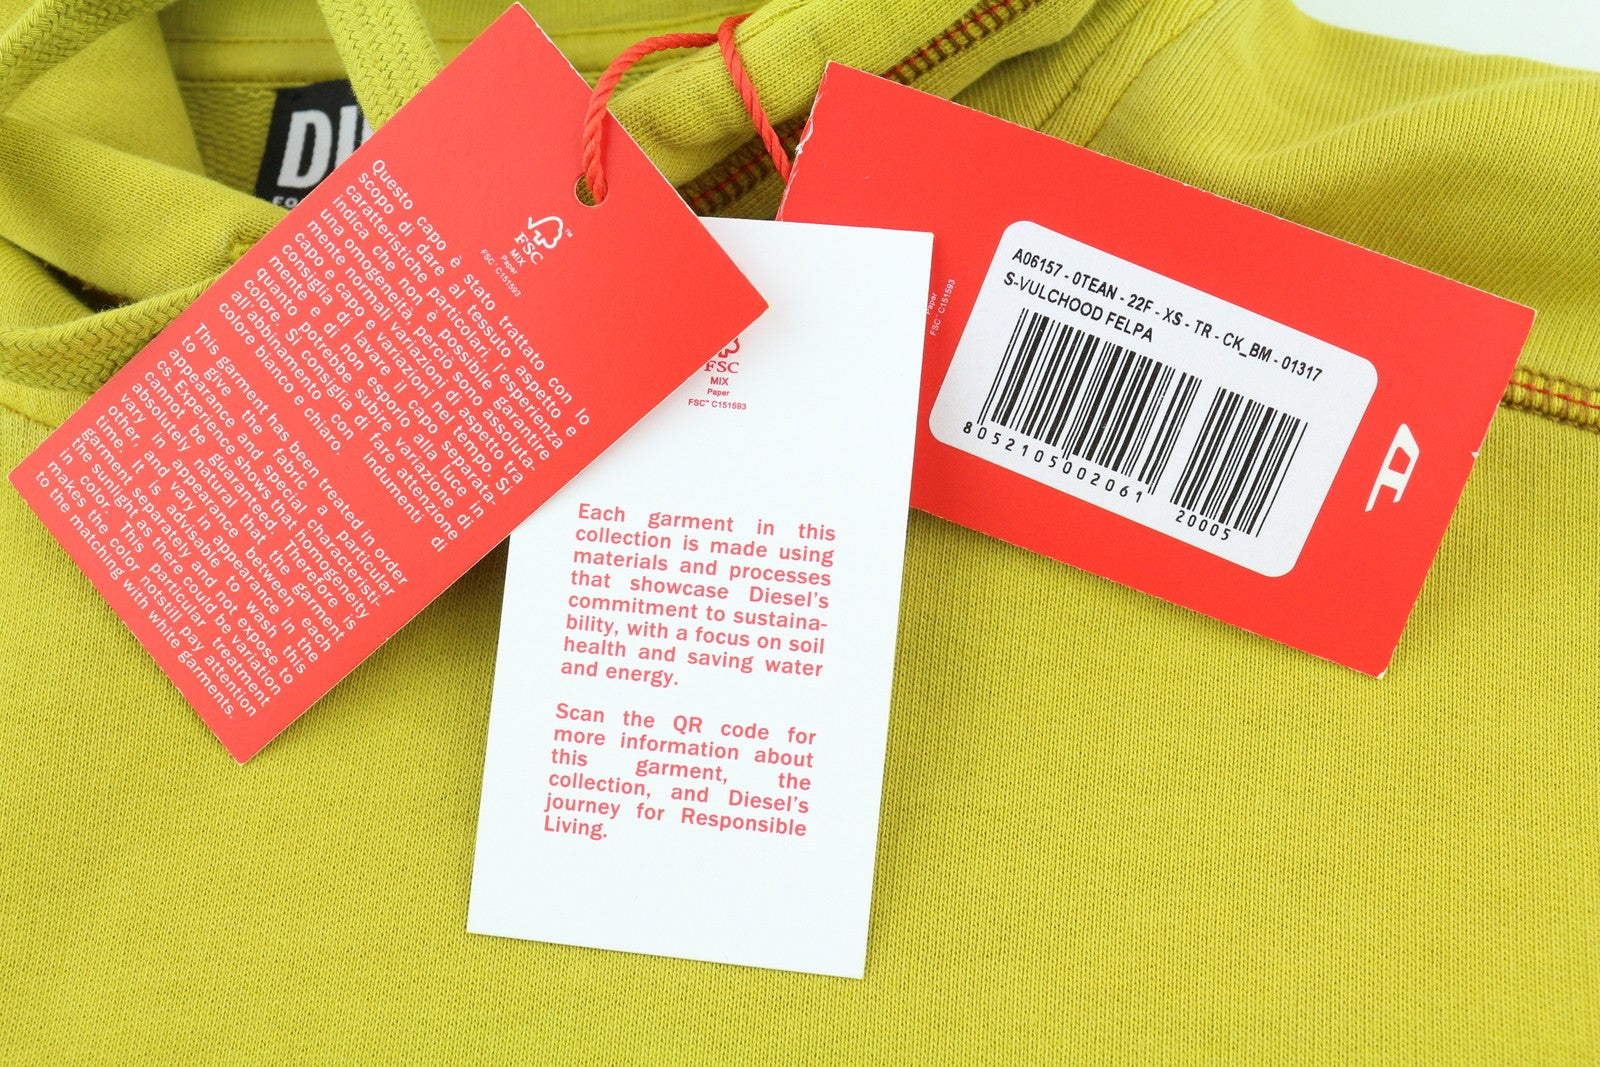 DI
Questo capo è stato trattato con lo
scopo di dare al tessuto aspetto e
caratteristiche particolari, l'esperienza
indica che non è possibile garantire
una omogeneità, perciò sono assoluta-
mente normali variazioni di aspetto tra
capo e capo e variazioni nel tempo. Si
consiglia di lavare il capo separata-
mente e di non esporlo alla luce in
quanto potrebbe subire variazione di
colore. Si consiglia di fare attenzione
all'abbinamento con indumenti di
colore bianco e chiaro.
This garment has been treated in order
to give the fabric a particular
appearance and special characteristi-
cs. Experience shows that homogeneity
cannot be guaranteed. Therefore is
absolutely natural that the garment
vary in appearance between each
other, and vary in appearance in the
time. It is advisable to wash this
garment separately and not expose to
the sunlight as there could be variation
in color. This particular treatment
makes the color notstill pay attention
to the matching with white garments.
FSC™
MIX
Paper
FSC™ C151593
FSC
MIX
Paper
FSC™ C151593
Each garment in this
collection is made using
materials and processes
that showcase Diesel's
commitment to sustaina-
bility, with a focus on soil
health and saving water
and energy.
Scan the QR code for
more information about
this garment, the
collection, and Diesel's
journey for Responsible
Living.
Paper
FSC™ C151593
A06157 - 0TEAN - 22F - XS - TR - CK_BM - 01317
S-VULCHOOD FELPA
8052105002061
20005
D